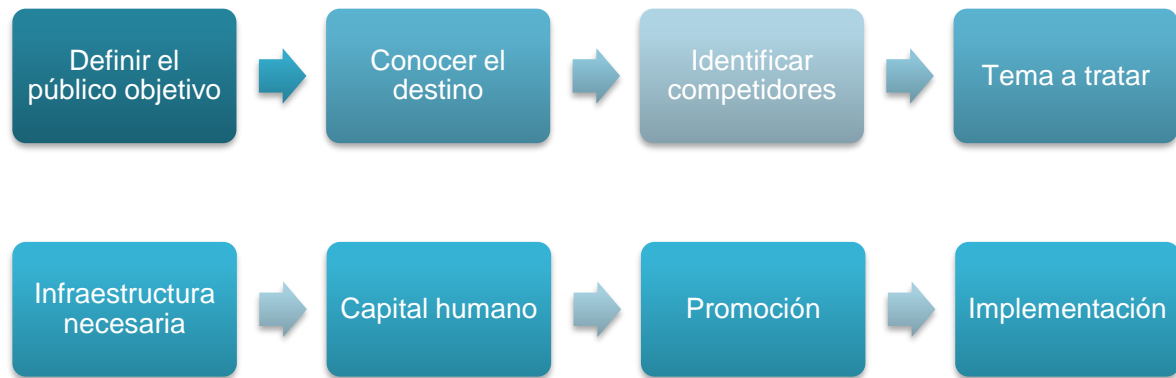 Definir el
público objetivo
Conocer el
destino
Identificar
competidores
Tema a tratar
Infraestructura
necesaria
Capital humano
Promoción
Implementación